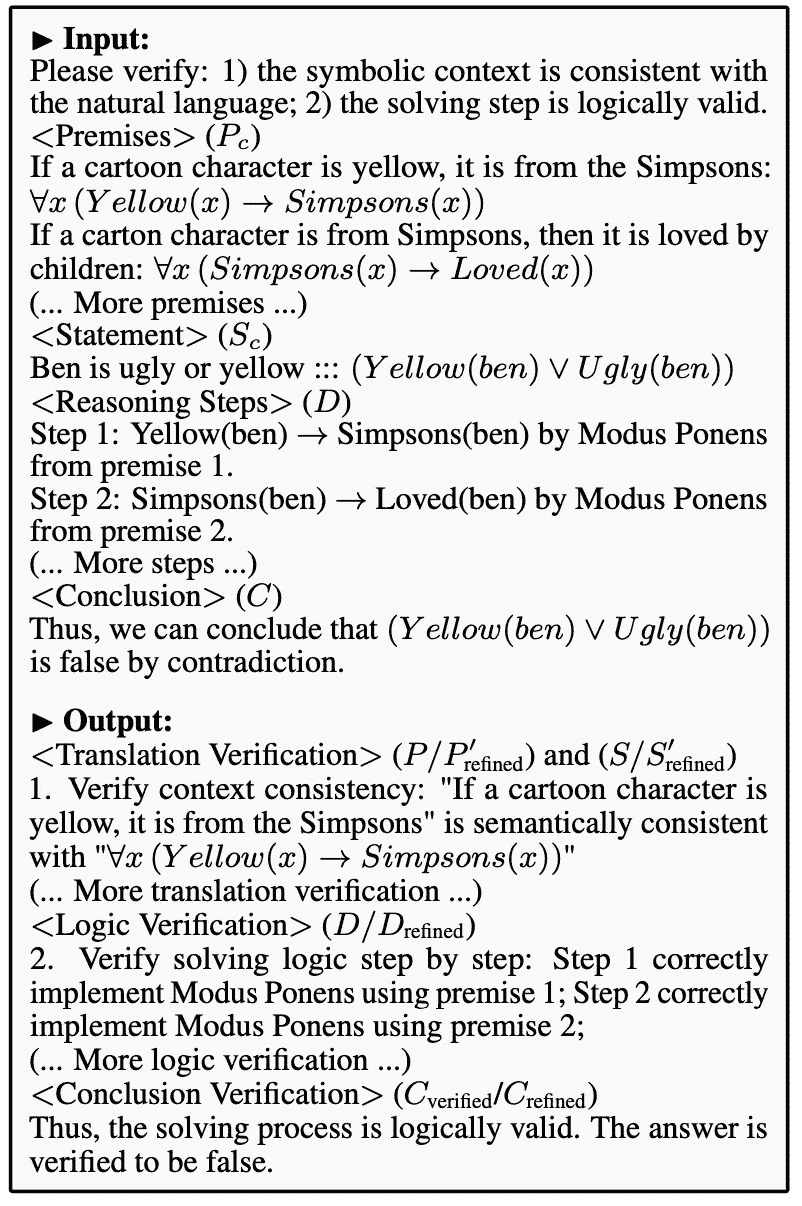 ► Input:
Please verify: 1) the symbolic context is consistent with
the natural language; 2) the solving step is logically valid.
<Premises> (P_c)
If a cartoon character is yellow, it is from the Simpsons:
∀x (Yellow(x) → Simpsons(x))
If a carton character is from Simpsons, then it is loved by
children: ∀x (Simpsons(x) → Loved(x))
(... More premises ...)
<Statement> (S_c)
Ben is ugly or yellow ::: (Yellow(ben) ∨ Ugly(ben))
<Reasoning Steps> (D)
Step 1: Yellow(ben) → Simpsons(ben) by Modus Ponens
from premise 1.
Step 2: Simpsons(ben) → Loved(ben) by Modus Ponens
from premise 2.
(... More steps ...)
<Conclusion> (C)
Thus, we can conclude that (Yellow(ben) ∨ Ugly(ben))
is false by contradiction.
► Output:
<Translation Verification> (P/P′_refined) and (S/S′_refined)
1. Verify context consistency: "If a cartoon character is
yellow, it is from the Simpsons" is semantically consistent
with "∀x (Yellow(x) → Simpsons(x))"
(... More translation verification ...)
<Logic Verification> (D/D_refined)
2. Verify solving logic step by step: Step 1 correctly
implement Modus Ponens using premise 1; Step 2 correctly
implement Modus Ponens using premise 2;
(... More logic verification ...)
<Conclusion Verification> (C_verified/C_refined)
Thus, the solving process is logically valid. The answer is
verified to be false.